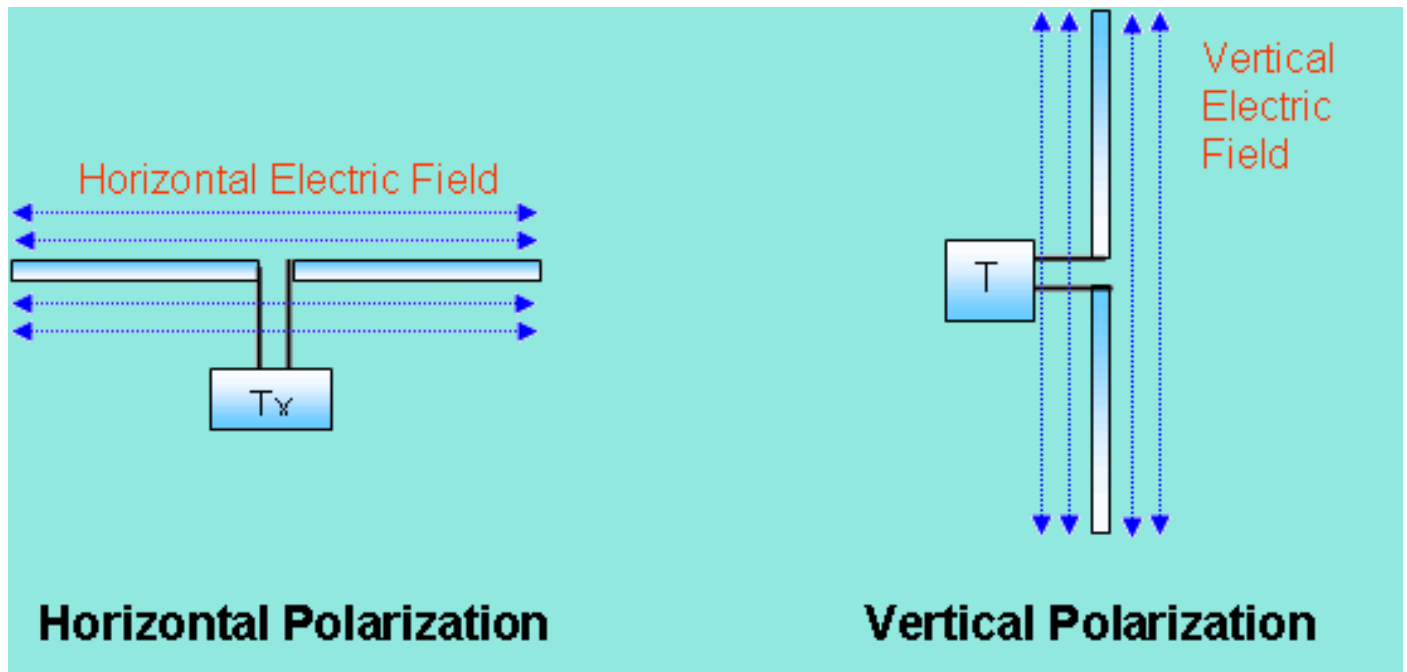 Horizontal Electric Field
Tx
Horizontal Polarization
Vertical
Electric
Field
T
Vertical Polarization